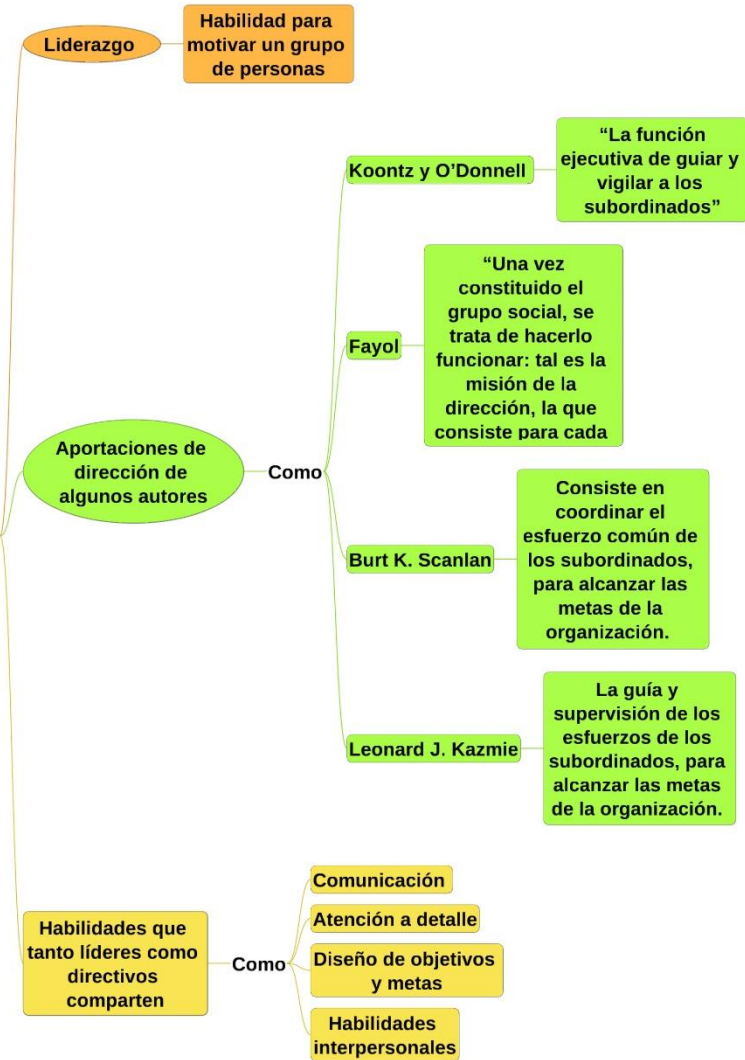 Liderazgo
Habilidad para
motivar un grupo
de personas
Aportaciones de
dirección de
algunos autores
Como
Koontz y O’Donnell
“La función
ejecutiva de guiar y
vigilar a los
subordinados”
Fayol
“Una vez
constituido el
grupo social, se
trata de hacerlo
funcionar: tal es la
misión de la
dirección, la que
consiste para cada
Burt K. Scanlan
Consiste en
coordinar el
esfuerzo común de
los subordinados,
para alcanzar las
metas de la
organización.
Leonard J. Kazmie
La guía y
supervisión de los
esfuerzos de los
subordinados, para
alcanzar las metas
de la organización.
Habilidades que
tanto líderes como
directivos
comparten
Como
Comunicación
Atención a detalle
Diseño de objetivos
y metas
Habilidades
interpersonales